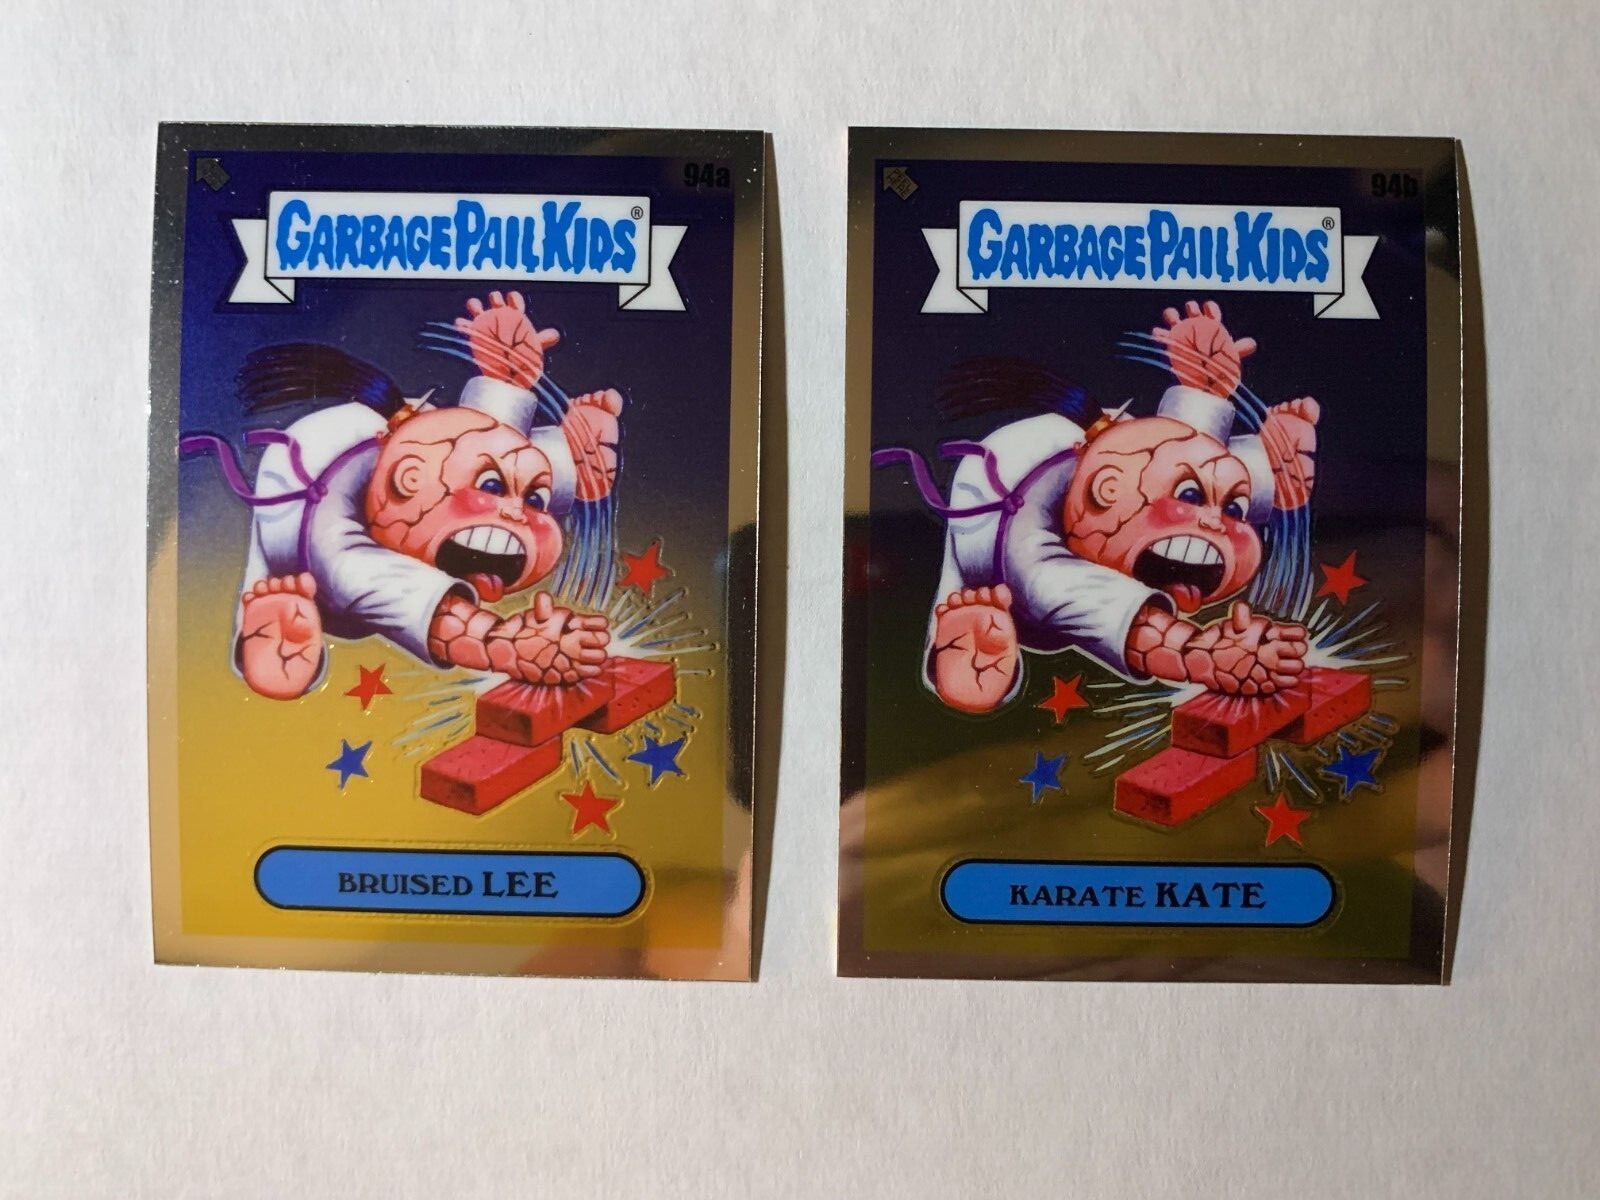 94a
GARBAGE PAIL KIDS®
BRUISED LEE
94b
GARBAGE PAIL KIDS®
KARATE KATE